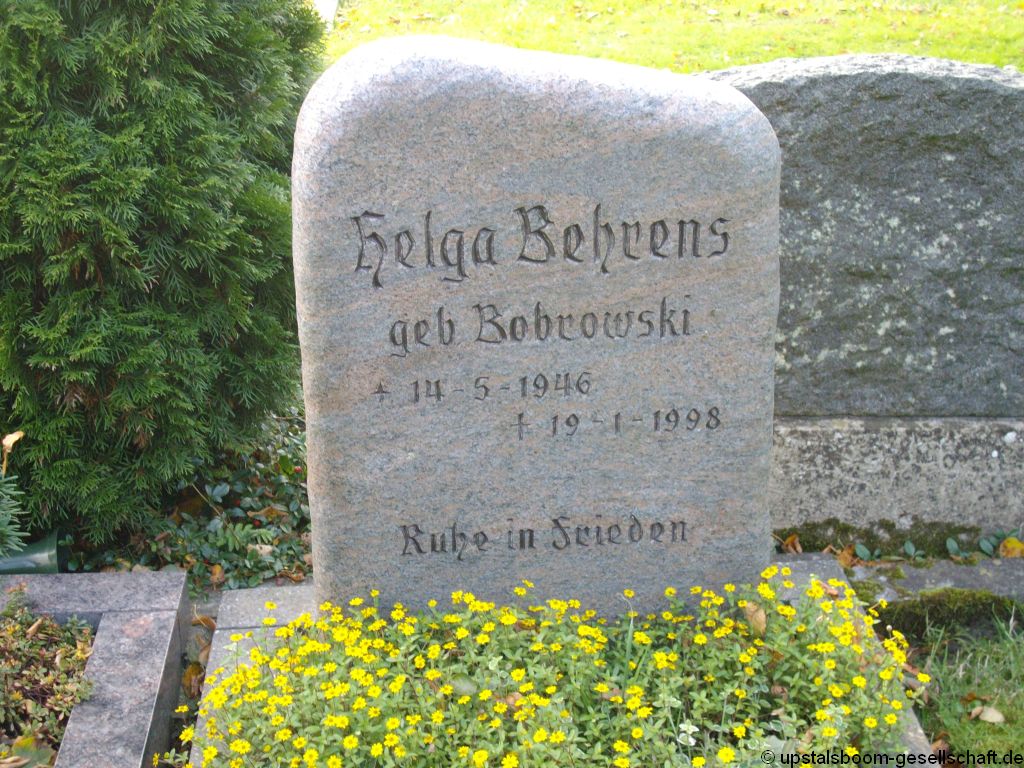 Helga Behrens
geb Bobrowski
* 14-5-1946
† 19-1-1998
Ruhe in Frieden
© upstalsboom-gesellschaft.de